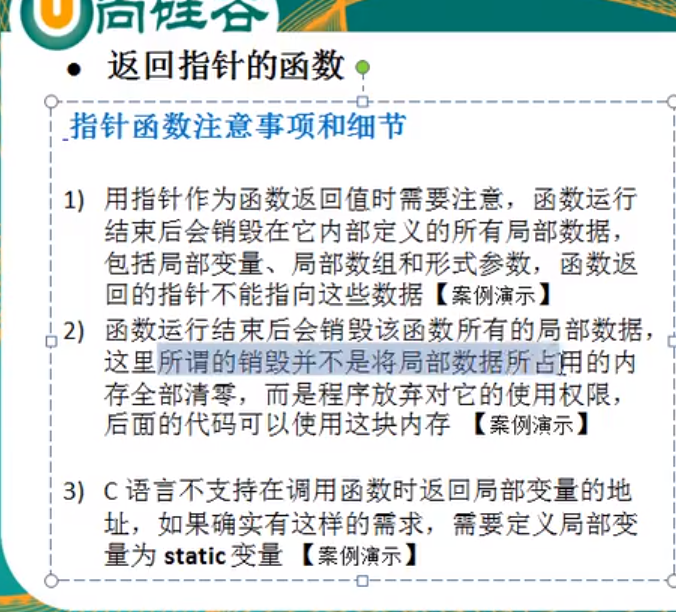 尚硅谷
● 返回指针的函数
指针函数注意事项和细节
1) 用指针作为函数返回值时需要注意，函数运行
结束后会销毁在它内部定义的所有局部数据，
包括局部变量、局部数组和形式参数，函数返
回的指针不能指向这些数据【案例演示】
2) 函数运行结束后会销毁该函数所有的局部数据，
这里所谓的销毁并不是将局部数据所占用的内
存全部清零，而是程序放弃对它的使用权限，
后面的代码可以使用这块内存 【案例演示】
3) C 语言不支持在调用函数时返回局部变量的地
址，如果确实有这样的需求，需要定义局部变
量为 static 变量 【案例演示】